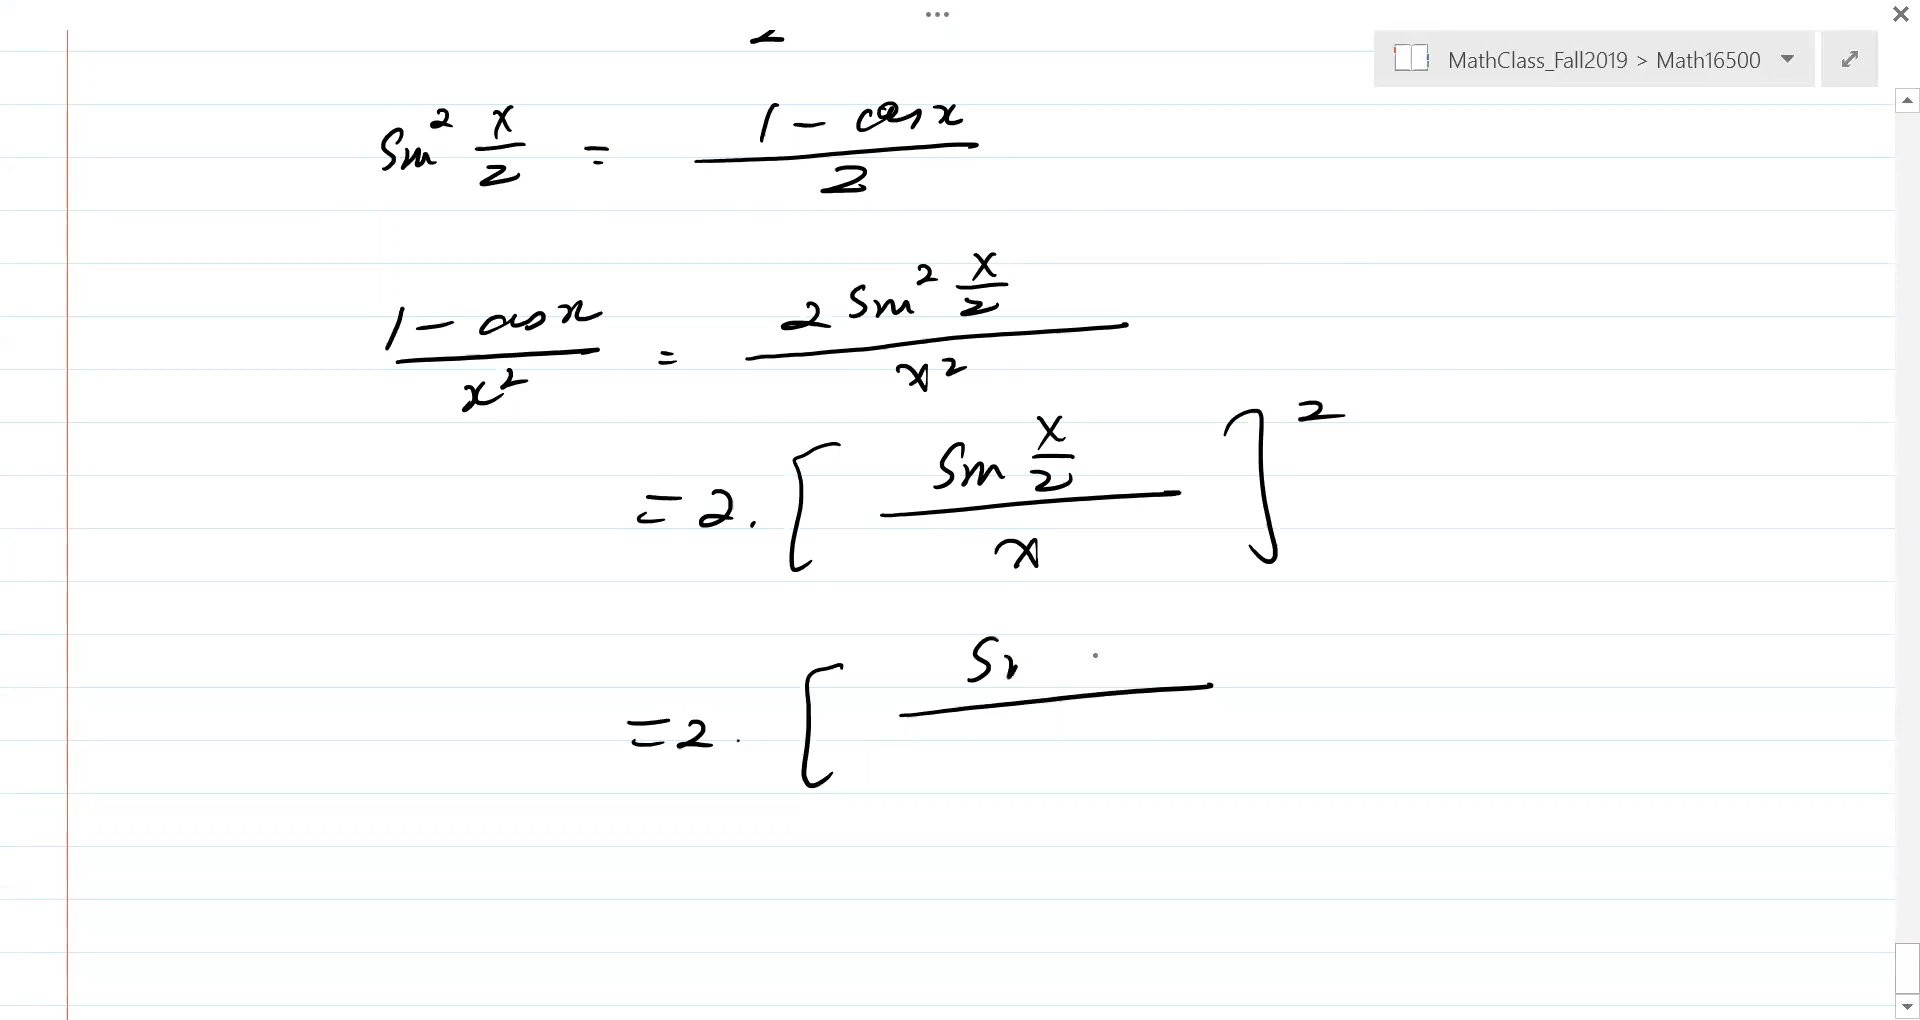 MathClass_Fall2019 > Math16500
sin² x/2 = (1 - cos x)/2
(1 - cos x)/x² = (2 sin² x/2)/x²
= 2 · [ (sin x/2)/x ]²
= 2 · [ Si